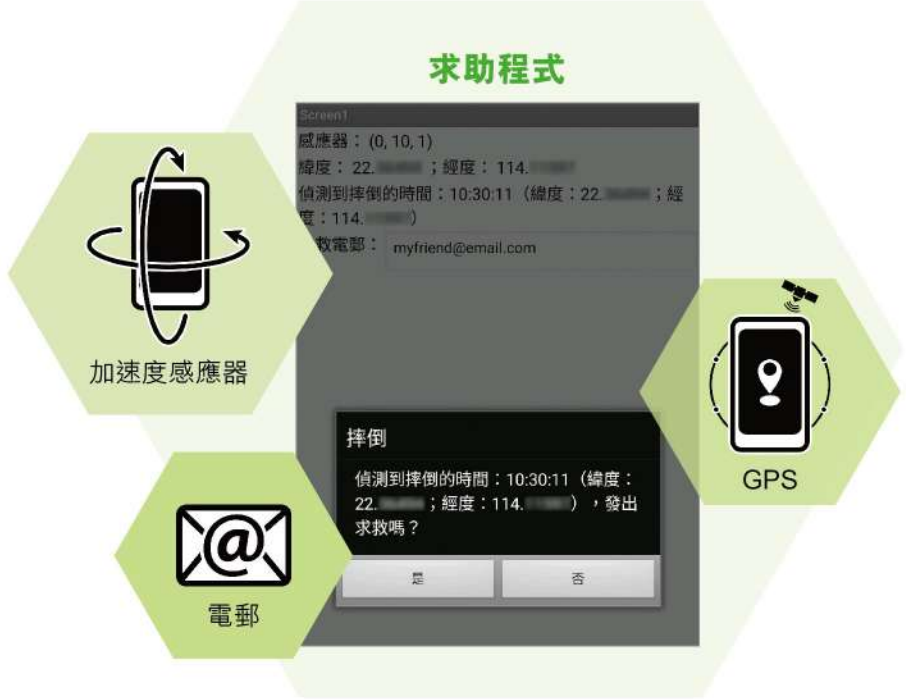 求助程式
Screen1
感應器：(0, 10, 1)
緯度：22. ；經度：114.
偵測到摔倒的時間：10:30:11（緯度：22. ；經
度：114. ）
救電郵： myfriend@email.com
加速度感應器
摔倒
偵測到摔倒的時間：10:30:11（緯度：
22. ；經度：114. ），發出
求救嗎？
是 否
GPS
@
電郵